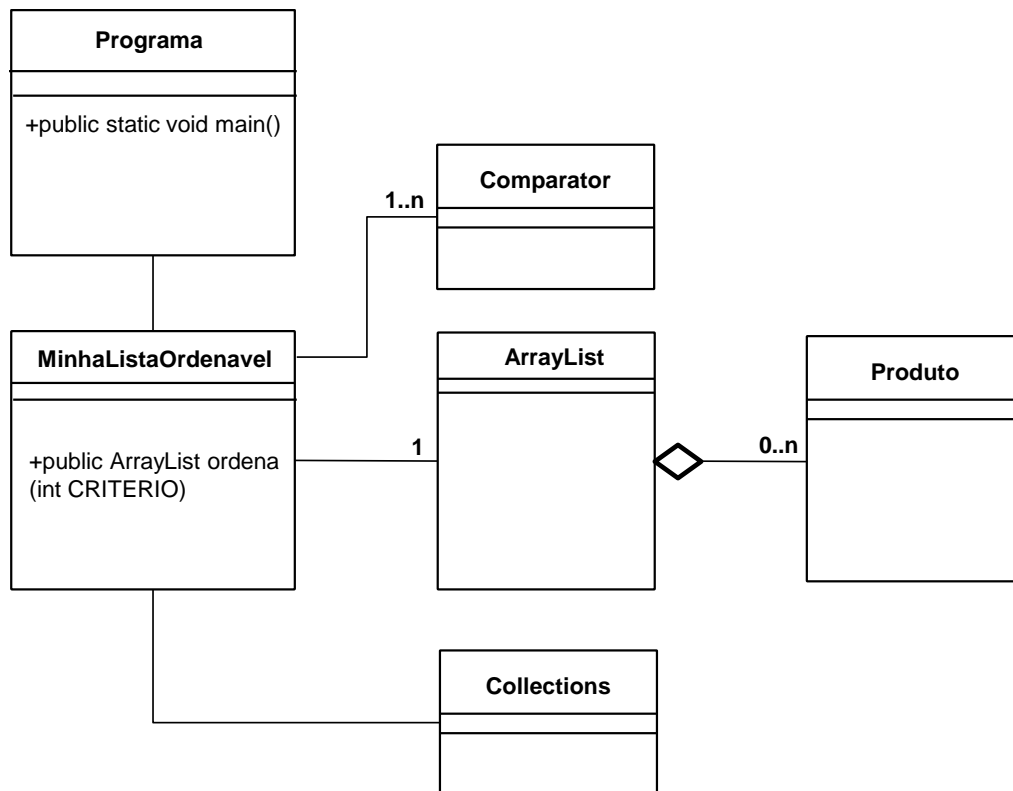 Programa
+public static void main()
Comparator
1..n
MinhaListaOrdenavel
+public ArrayList ordena
(int CRITERIO)
1
ArrayList
0..n
Produto
Collections